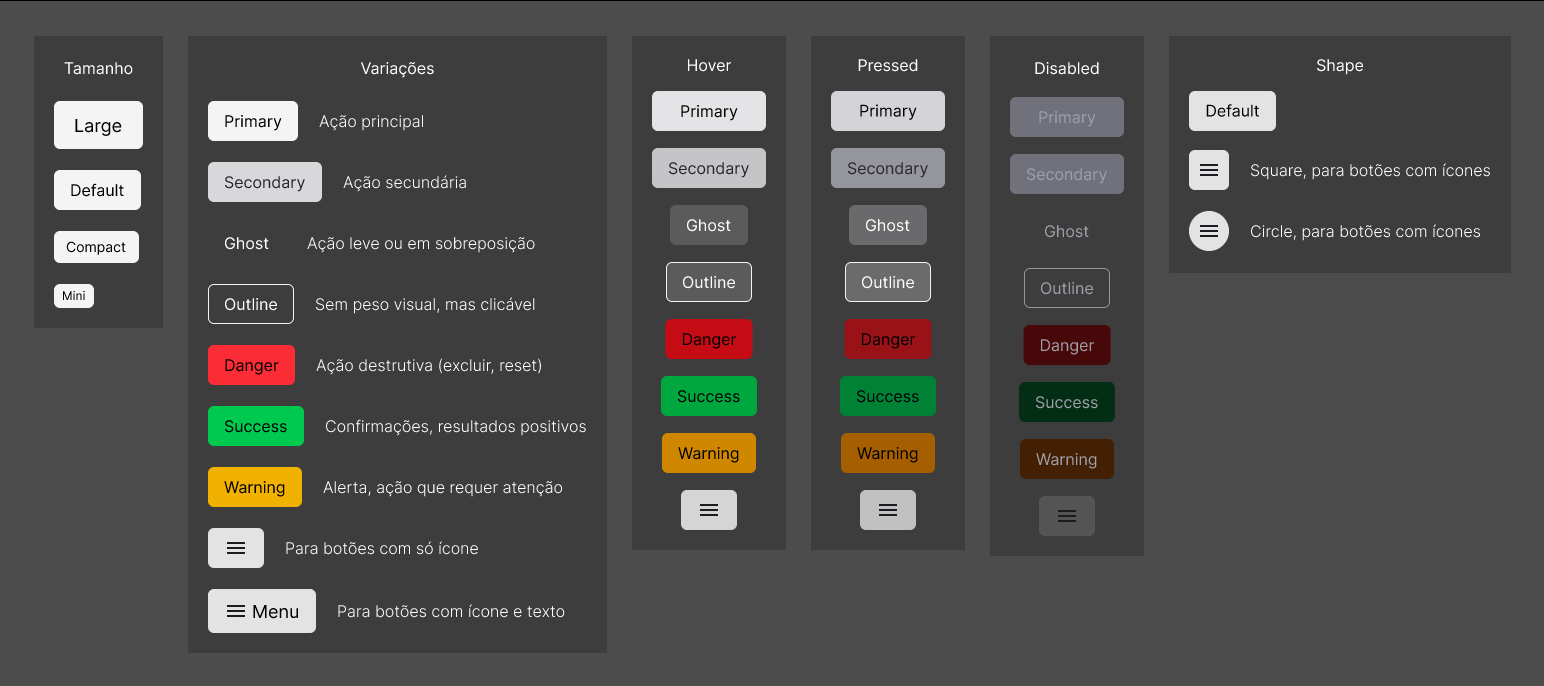 Tamanho
Large
Default
Compact
Mini
Variações
Primary Ação principal
Secondary Ação secundária
Ghost Ação leve ou em sobreposição
Outline Sem peso visual, mas clicável
Danger Ação destrutiva (excluir, reset)
Success Confirmações, resultados positivos
Warning Alerta, ação que requer atenção
Para botões com só ícone
Menu Para botões com ícone e texto
Hover
Primary
Secondary
Ghost
Outline
Danger
Success
Warning
Pressed
Primary
Secondary
Ghost
Outline
Danger
Success
Warning
Disabled
Primary
Secondary
Ghost
Outline
Danger
Success
Warning
Shape
Default
Square, para botões com ícones
Circle, para botões com ícones